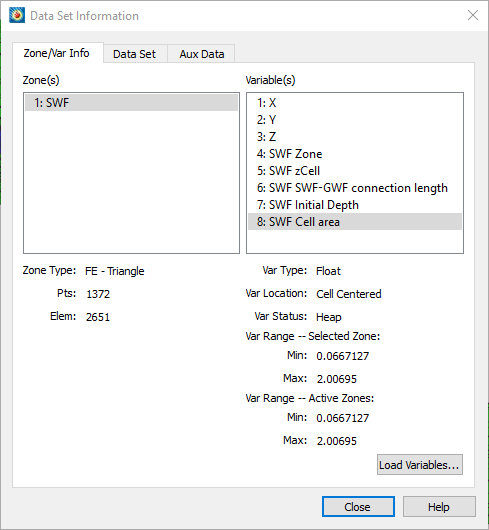 Data Set Information
Zone/Var Info Data Set Aux Data
Zone(s)
1: SWF
Variable(s)
1: X
2: Y
3: Z
4: SWF Zone
5: SWF zCell
6: SWF SWF-GWF connection length
7: SWF Initial Depth
8: SWF Cell area
Zone Type: FE - Triangle
Pts: 1372
Elem: 2651
Var Type: Float
Var Location: Cell Centered
Var Status: Heap
Var Range -- Selected Zone:
Min: 0.0667127
Max: 2.00695
Var Range -- Active Zones:
Min: 0.0667127
Max: 2.00695
Load Variables...
Close Help